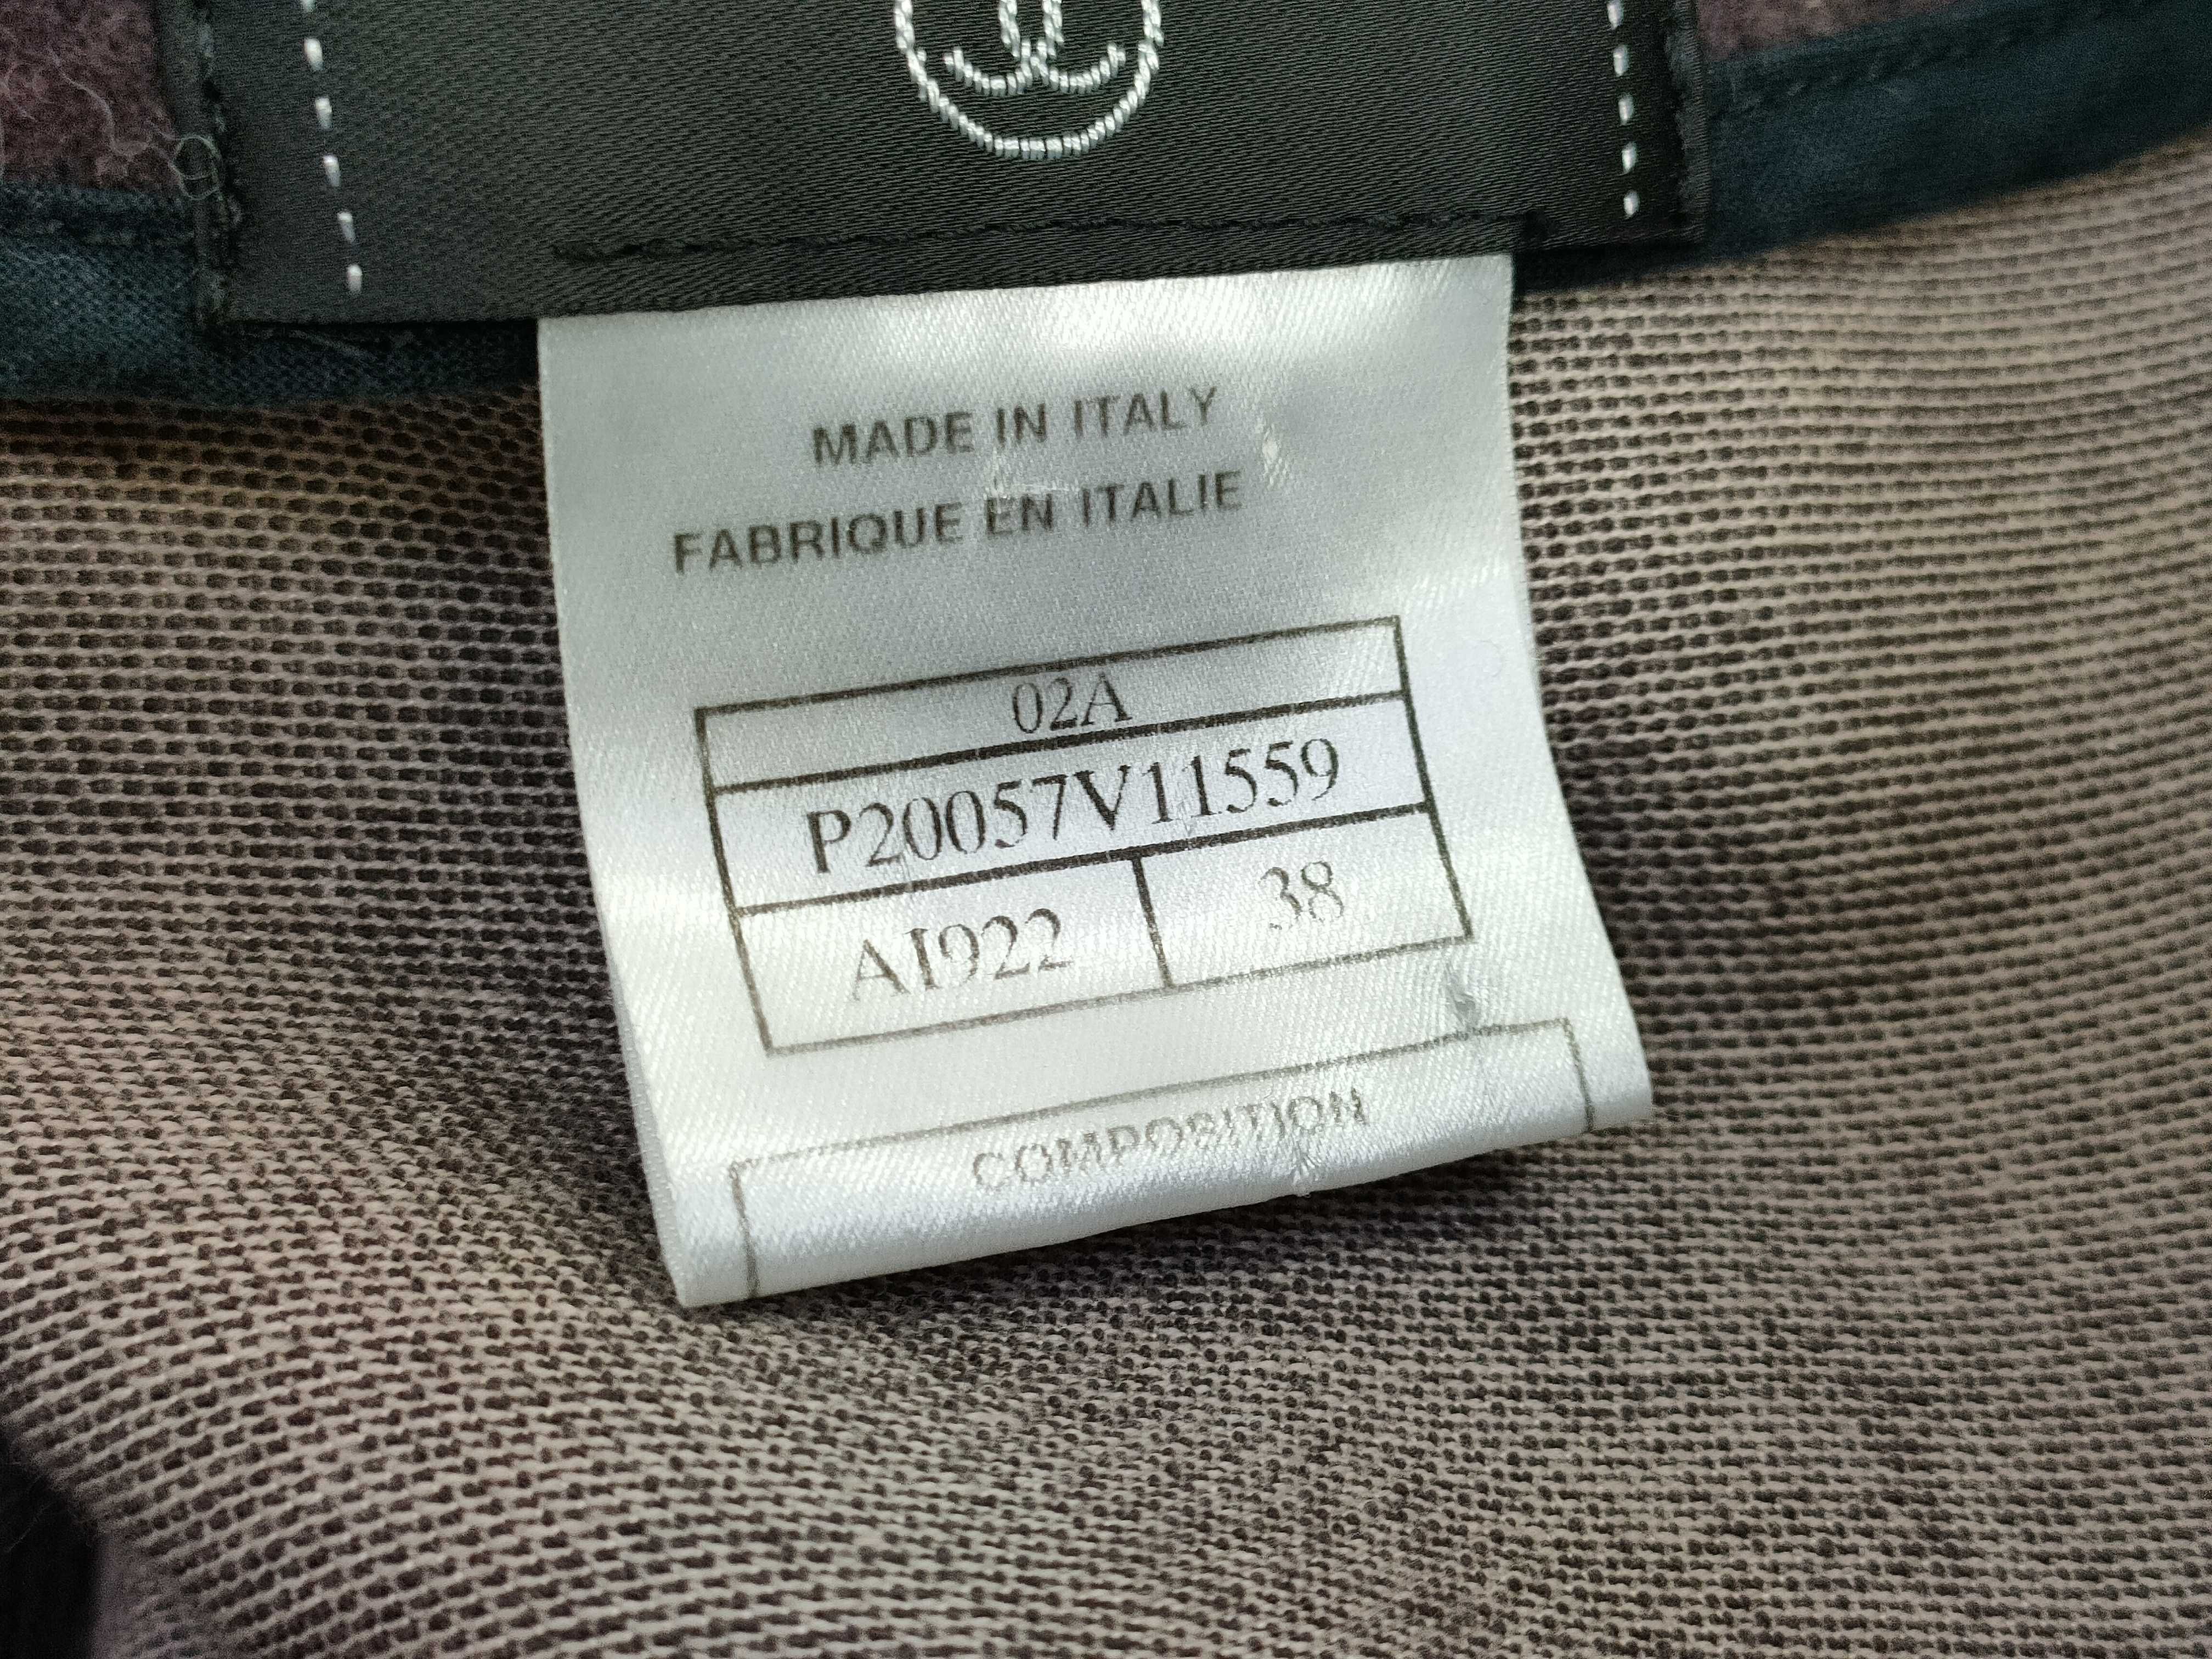 MADE IN ITALY
FABRIQUE EN ITALIE
02A
P20057V11559
AI922 38
COMPOSITION